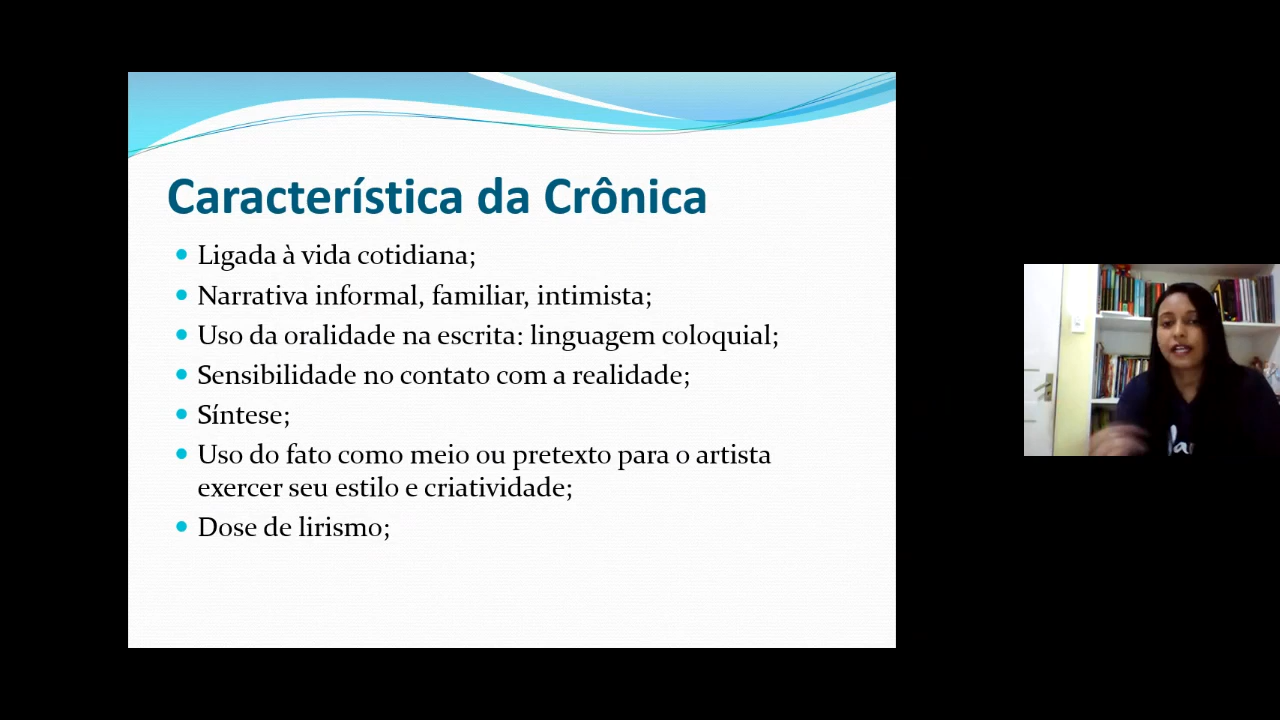 Característica da Crônica
Ligada à vida cotidiana;
Narrativa informal, familiar, intimista;
Uso da oralidade na escrita: linguagem coloquial;
Sensibilidade no contato com a realidade;
Síntese;
Uso do fato como meio ou pretexto para o artista
exercer seu estilo e criatividade;
Dose de lirismo;